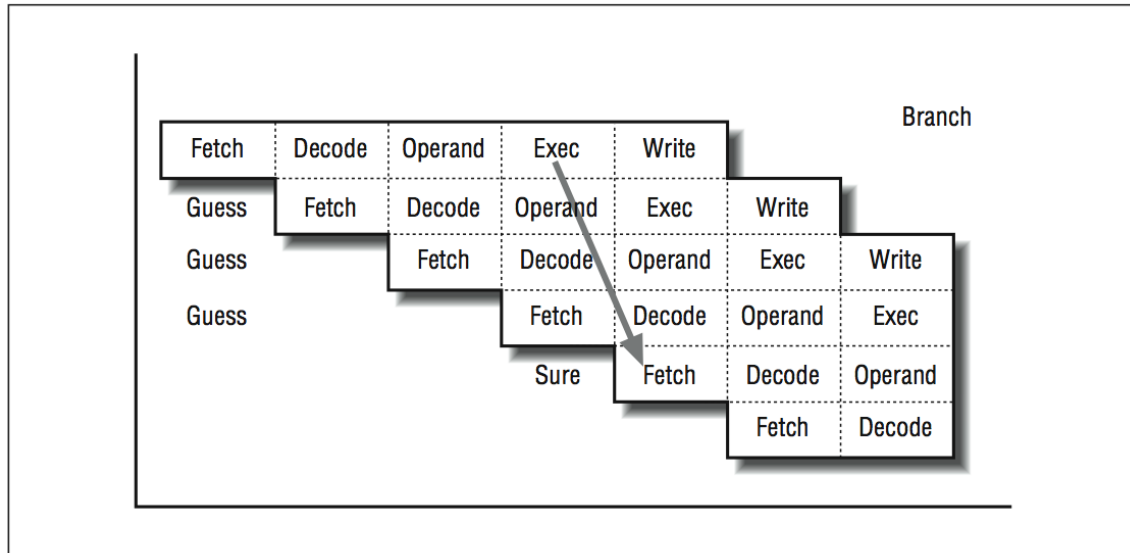 Branch
Fetch Decode Operand Exec Write
Guess Fetch Decode Operand Exec Write
Guess Fetch Decode Operand Exec Write
Guess Fetch Decode Operand Exec
Sure Fetch Decode Operand
Fetch Decode